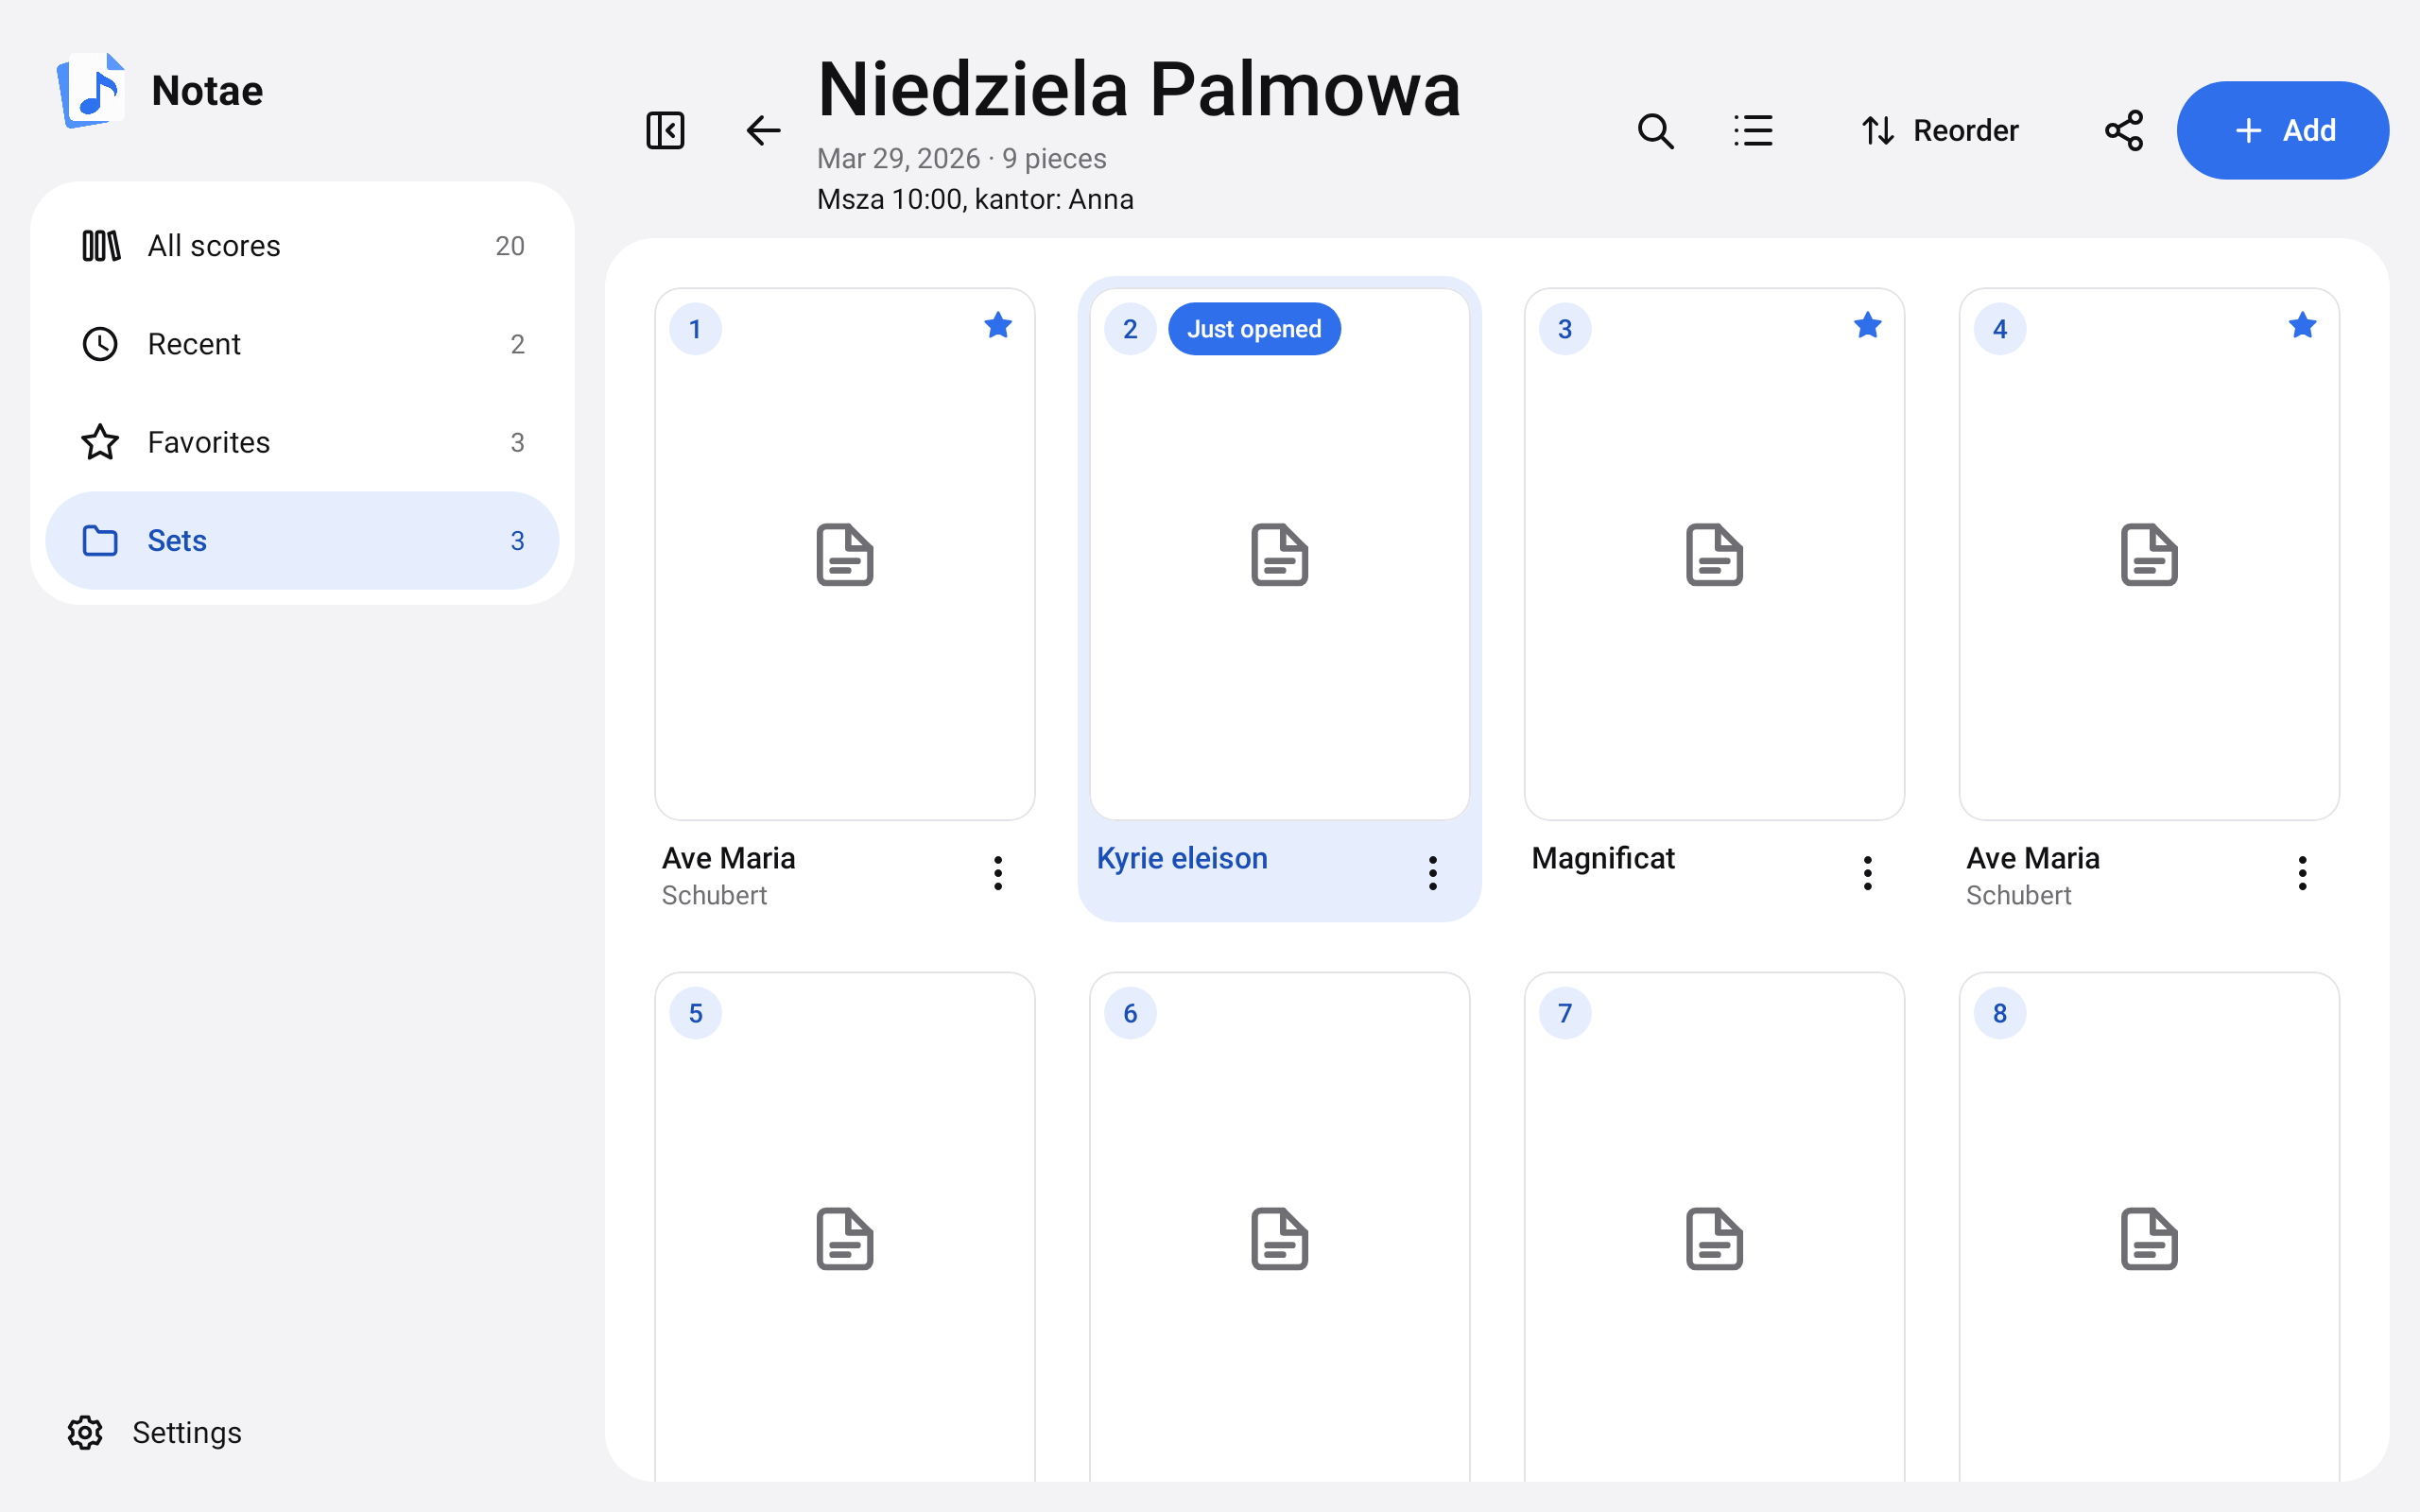 Notae
All scores 20
Recent 2
Favorites 3
Sets 3
Settings
Niedziela Palmowa
Mar 29, 2026 · 9 pieces
Msza 10:00, kantor: Anna
Reorder
Add
1
2 Just opened
3
4
Ave Maria
Schubert
Kyrie eleison
Magnificat
Ave Maria
Schubert
5
6
7
8